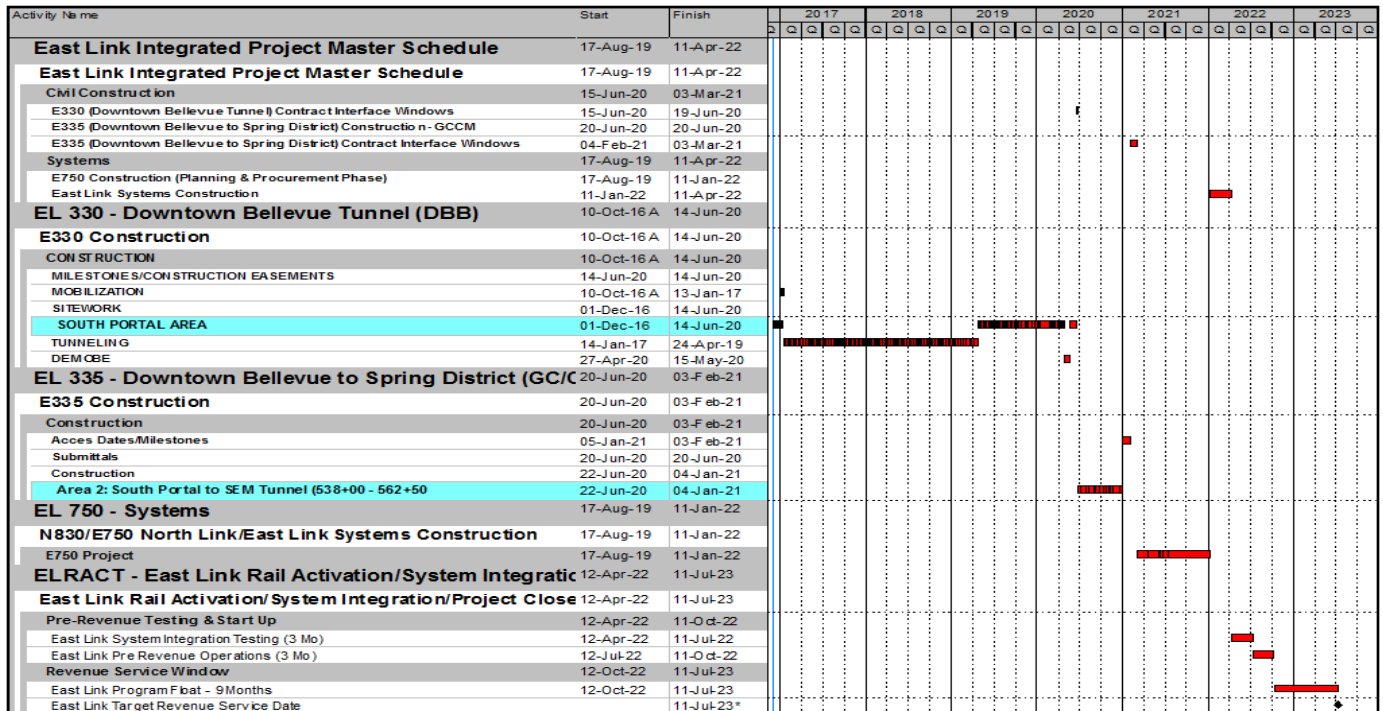 Activity Name Start Finish 2017 2018 2019 2020 2021 2022 2023
Q Q Q Q Q Q Q Q Q Q Q Q Q Q Q Q Q Q Q Q Q Q Q Q Q Q Q Q Q
East Link Integrated Project Master Schedule 17-Aug-19 11-Apr-22
East Link Integrated Project Master Schedule 17-Aug-19 11-Apr-22
Civil Construction 15-Jun-20 03-Mar-21
E330 (Downtown Bellevue Tunnel) Contract Interface Windows 15-Jun-20 19-Jun-20
E335 (Downtown Bellevue to Spring District) Construction - GCCM 20-Jun-20 20-Jun-20
E335 (Downtown Bellevue to Spring District) Contract Interface Windows 04-Feb-21 03-Mar-21
Systems 17-Aug-19 11-Apr-22
E750 Construction (Planning & Procurement Phase) 17-Aug-19 11-Jan-22
East Link Systems Construction 11-Jan-22 11-Apr-22
EL 330 - Downtown Bellevue Tunnel (DBB) 10-Oct-16 A 14-Jun-20
E330 Construction 10-Oct-16 A 14-Jun-20
CONSTRUCTION 10-Oct-16 A 14-Jun-20
MILESTONES/CONSTRUCTION EASEMENTS 14-Jun-20 14-Jun-20
MOBILIZATION 10-Oct-16 A 13-Jan-17
SITEWORK 01-Dec-16 14-Jun-20
SOUTH PORTAL AREA 01-Dec-16 14-Jun-20
TUNNELING 14-Jan-17 24-Apr-19
DEMOBE 27-Apr-20 15-May-20
EL 335 - Downtown Bellevue to Spring District (GC/C 20-Jun-20 03-Feb-21
E335 Construction 20-Jun-20 03-Feb-21
Construction 20-Jun-20 03-Feb-21
Acces Dates/Milestones 05-Jan-21 03-Feb-21
Submittals 20-Jun-20 20-Jun-20
Construction 22-Jun-20 04-Jan-21
Area 2: South Portal to SEM Tunnel (538+00 - 562+50 22-Jun-20 04-Jan-21
EL 750 - Systems 17-Aug-19 11-Jan-22
N830/E750 North Link/East Link Systems Construction 17-Aug-19 11-Jan-22
E750 Project 17-Aug-19 11-Jan-22
ELRACT - East Link Rail Activation/System Integratic 12-Apr-22 11-Jul-23
East Link Rail Activation/System Integration/Project Close 12-Apr-22 11-Jul-23
Pre-Revenue Testing & Start Up 12-Apr-22 11-Oct-22
East Link System Integration Testing (3 Mo) 12-Apr-22 11-Jul-22
East Link Pre Revenue Operations (3 Mo) 12-Jul-22 11-Oct-22
Revenue Service Window 12-Oct-22 11-Jul-23
East Link Program Float - 9 Months 12-Oct-22 11-Jul-23
East Link Target Revenue Service Date 11-Jul-23*